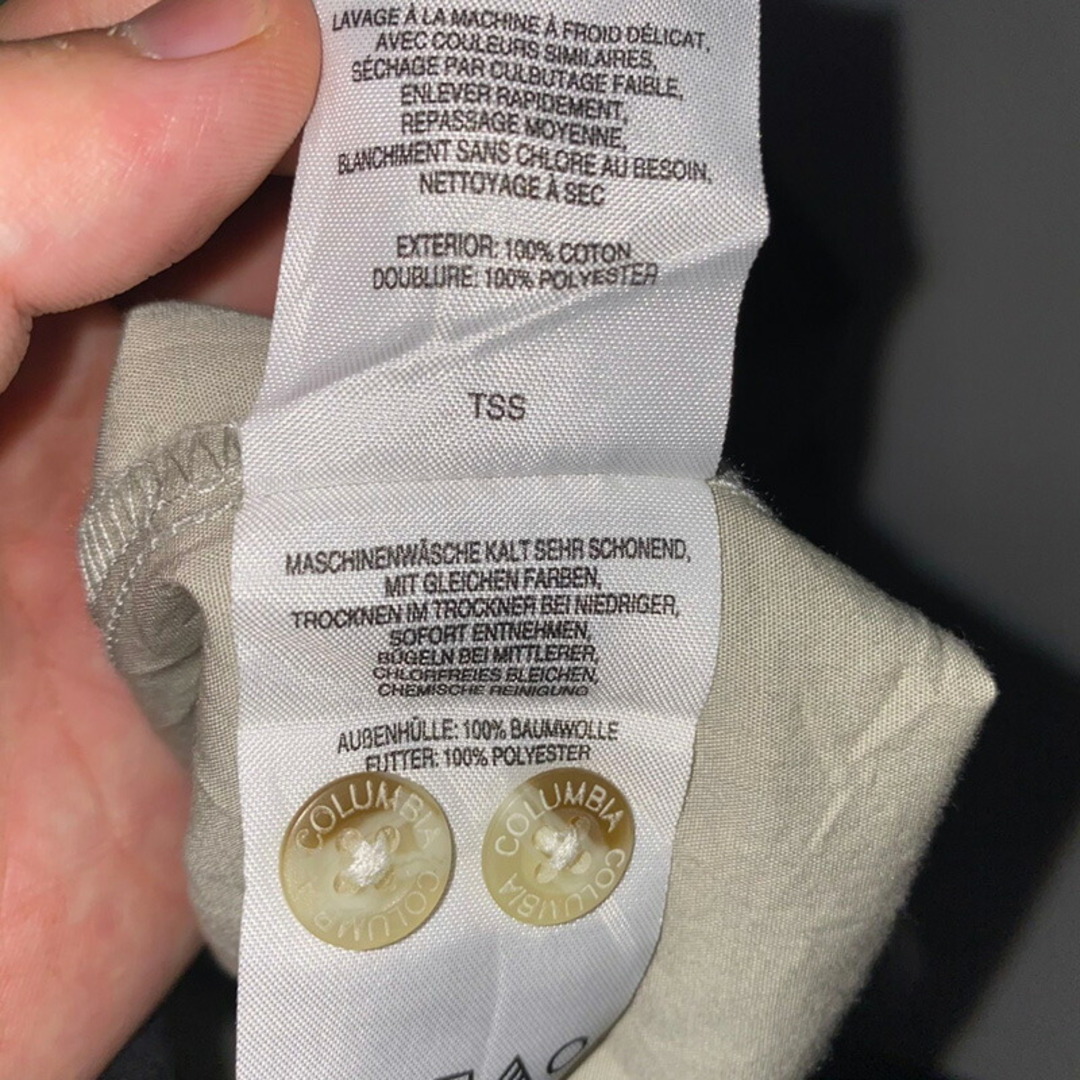 LAVAGE À LA MACHINE À FROID DÉLICAT,
AVEC COULEURS SIMILAIRES,
SÉCHAGE PAR CULBUTAGE FAIBLE,
ENLEVER RAPIDEMENT,
REPASSAGE MOYENNE,
BLANCHIMENT SANS CHLORE AU BESOIN.
NETTOYAGE À SEC
EXTERIOR: 100% COTON
DOUBLURE: 100% POLYESTER
TSS
MASCHINENWÄSCHE KALT SEHR SCHONEND,
MIT GLEICHEN FARBEN,
TROCKNEN IM TROCKNER BEI NIEDRIGER,
SOFORT ENTNEHMEN,
BÜGELN BEI MITTLERER,
CHLORFREIES BLEICHEN,
CHEMISCHE REINIGUNG
AUßENHÜLLE: 100% BAUMWOLLE
FUTTER: 100% POLYESTER
COLUMBIA COLUMBIA
COLUMBIA COLUMBIA